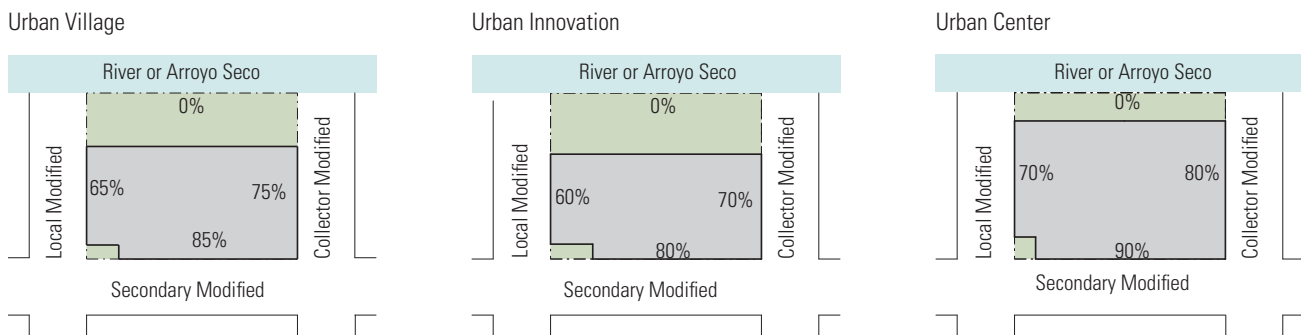 Urban Village
River or Arroyo Seco
0%
Local Modified
65%
75%
Collector Modified
85%
Secondary Modified
Urban Innovation
River or Arroyo Seco
0%
Local Modified
60%
70%
Collector Modified
80%
Secondary Modified
Urban Center
River or Arroyo Seco
0%
Local Modified
70%
80%
Collector Modified
90%
Secondary Modified